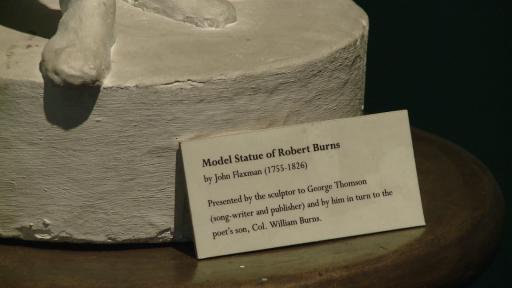 Model Statue of Robert Burns
by John Flaxman (1755-1826)
Presented by the sculptor to George Thomson
(song-writer and publisher) and by him in turn to the
poet's son, Col. William Burns.